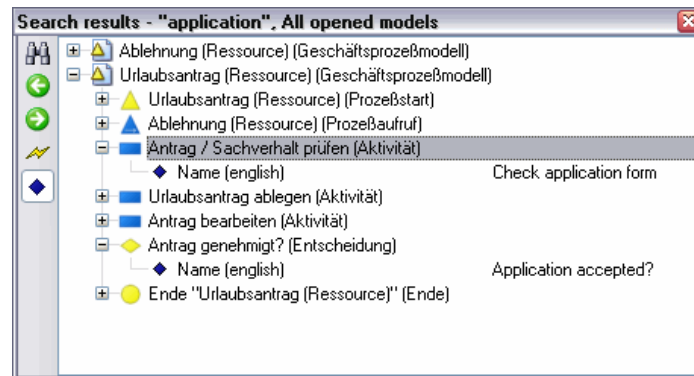 Search results - "application", All opened models
Ablehnung (Ressource) (Geschäftsprozeßmodell)
Urlaubsantrag (Ressource) (Geschäftsprozeßmodell)
Urlaubsantrag (Ressource) (Prozeßstart)
Ablehnung (Ressource) (Prozeßaufruf)
Antrag / Sachverhalt prüfen (Aktivität)
Name (english) Check application form
Urlaubsantrag ablegen (Aktivität)
Antrag bearbeiten (Aktivität)
Antrag genehmigt? (Entscheidung)
Name (english) Application accepted?
Ende "Urlaubsantrag (Ressource)" (Ende)